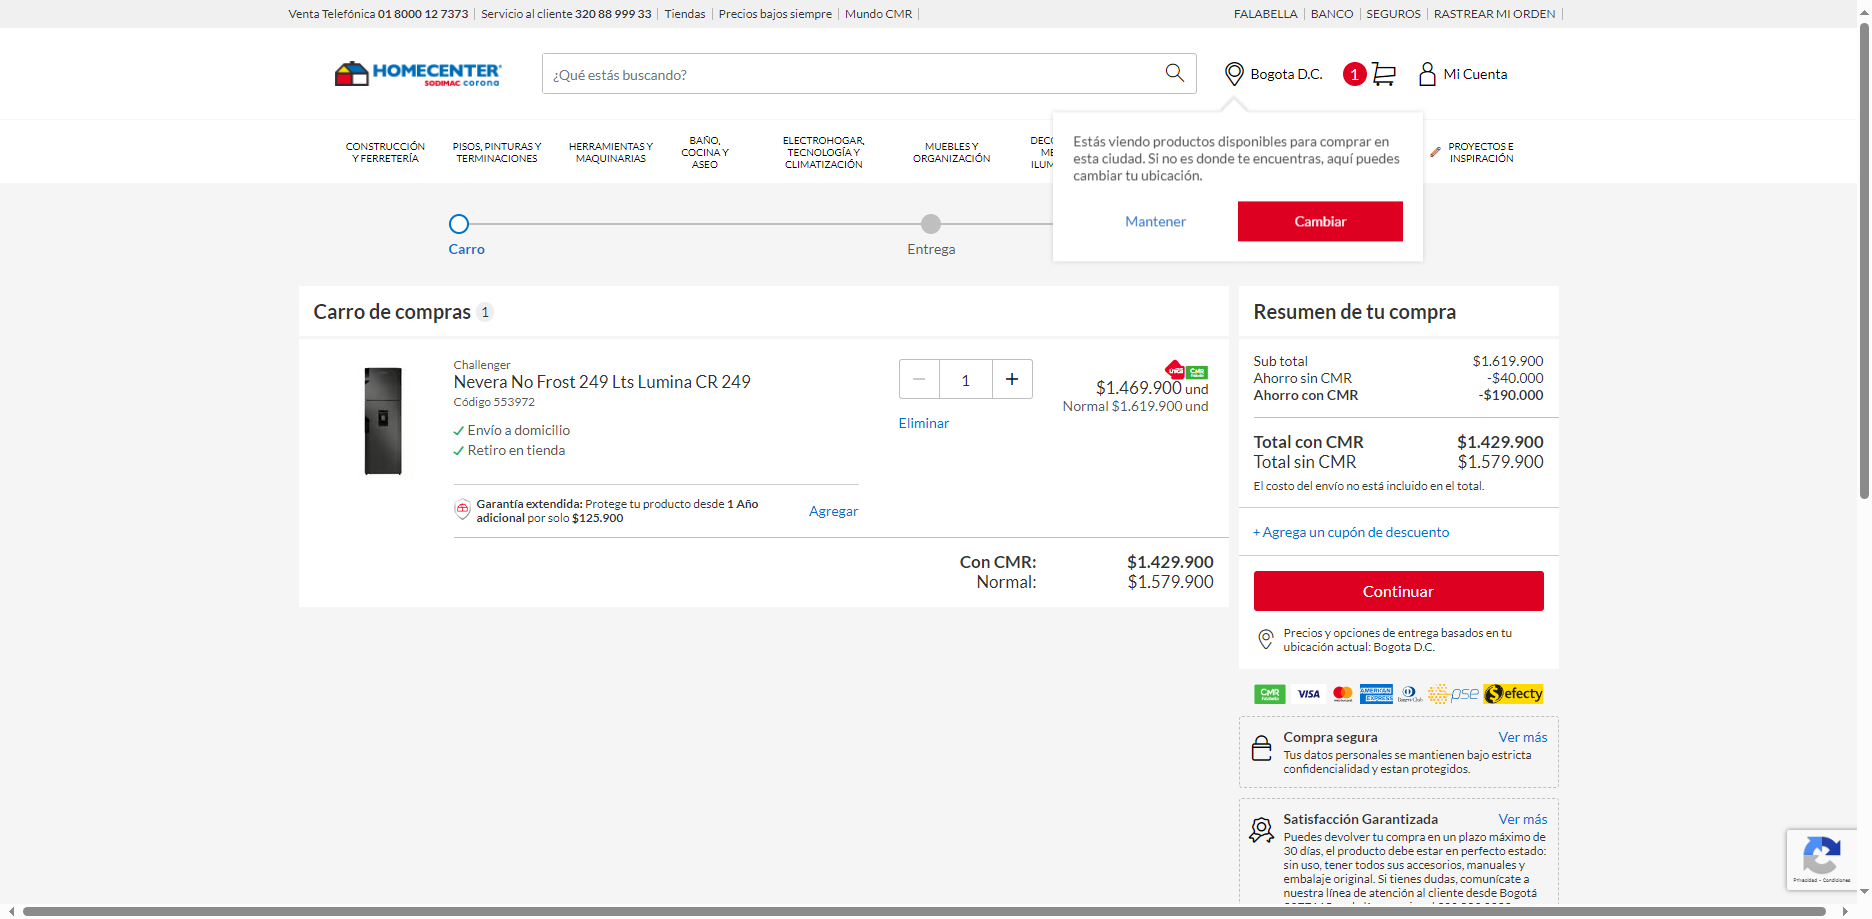 Venta Telefónica 01 8000 12 7373
Servicio al cliente 320 88 999 33
Tiendas
Precios bajos siempre
Mundo CMR
FALABELLA
BANCO
SEGUROS
RASTREAR MI ORDEN
HOMECENTER
SODIMAC corona
¿Qué estás buscando?
Bogota D.C.
1
Mi Cuenta
CONSTRUCCIÓN
Y FERRETERÍA
PISOS, PINTURAS Y
TERMINACIONES
HERRAMIENTAS Y
MAQUINARIAS
BAÑO,
COCINA Y
ASEO
ELECTROHOGAR,
TECNOLOGÍA Y
CLIMATIZACIÓN
MUEBLES Y
ORGANIZACIÓN
PROYECTOS E
INSPIRACIÓN
Estás viendo productos disponibles para comprar en
esta ciudad. Si no es donde te encuentras, aquí puedes
cambiar tu ubicación.
Mantener
Cambiar
Carro
Entrega
Carro de compras 1
Challenger
Nevera No Frost 249 Lts Lumina CR 249
Código 553972
Envío a domicilio
Retiro en tienda
1
Eliminar
CMR
$1.469.900 und
Normal $1.619.900 und
Garantía extendida: Protege tu producto desde 1 Año
adicional por solo $125.900
Agregar
Con CMR: $1.429.900
Normal: $1.579.900
Resumen de tu compra
Sub total $1.619.900
Ahorro sin CMR -$40.000
Ahorro con CMR -$190.000
Total con CMR $1.429.900
Total sin CMR $1.579.900
El costo del envío no está incluido en el total.
+ Agrega un cupón de descuento
Continuar
Precios y opciones de entrega basados en tu
ubicación actual: Bogota D.C.
CMR
VISA
AMERICAN
EXPRESS
Diners Club
pse
efecty
Compra segura Ver más
Tus datos personales se mantienen bajo estricta
confidencialidad y estan protegidos.
Satisfacción Garantizada Ver más
Puedes devolver tu compra en un plazo máximo de
30 días, el producto debe estar en perfecto estado:
sin uso, tener todos sus accesorios, manuales y
embalaje original. Si tienes dudas, comunícate a
nuestra línea de atención al cliente desde Bogotá
Privacidad - Condiciones